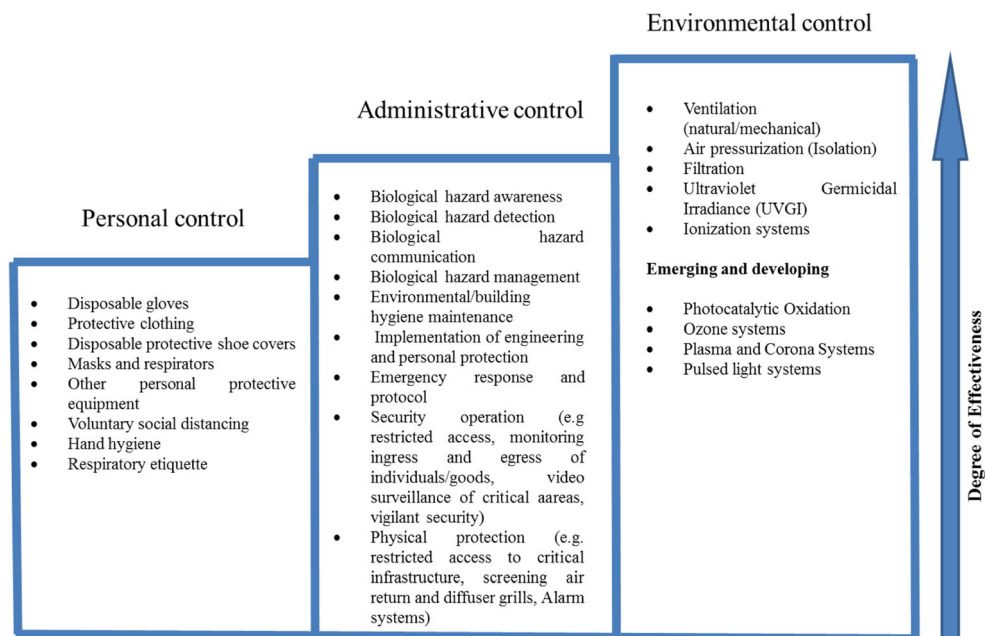 Environmental control
Ventilation
(natural/mechanical)
Air pressurization (Isolation)
Filtration
Ultraviolet Germicidal
Irradiance (UVGI)
Ionization systems
Emerging and developing
Photocatalytic Oxidation
Ozone systems
Plasma and Corona Systems
Pulsed light systems
Administrative control
Biological hazard awareness
Biological hazard detection
Biological hazard
communication
Biological hazard management
Environmental/building
hygiene maintenance
Implementation of engineering
and personal protection
Emergency response and
protocol
Security operation (e.g
restricted access, monitoring
ingress and egress of
individuals/goods, video
surveillance of critical aareas,
vigilant security)
Physical protection (e.g.
restricted access to critical
infrastructure, screening air
return and diffuser grills, Alarm
systems)
Personal control
Disposable gloves
Protective clothing
Disposable protective shoe covers
Masks and respirators
Other personal protective
equipment
Voluntary social distancing
Hand hygiene
Respiratory etiquette
Degree of Effectiveness